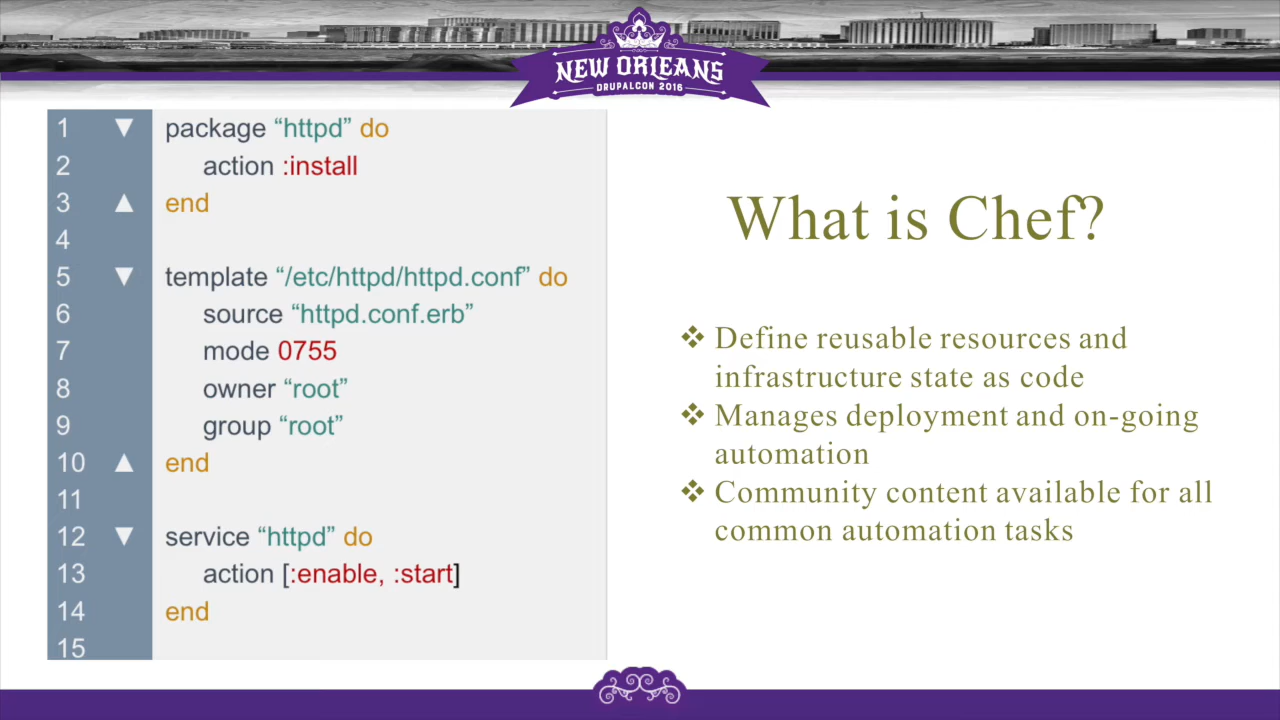 NEW ORLEANS
DRUPALCON 2016
1 ▼ package “httpd” do
2 action :install
3 ▲ end
4
5 ▼ template “/etc/httpd/httpd.conf” do
6 source “httpd.conf.erb”
7 mode 0755
8 owner “root”
9 group “root”
10 ▲ end
11
12 ▼ service “httpd” do
13 action [:enable, :start]
14 end
15
What is Chef?
❖ Define reusable resources and
infrastructure state as code
❖ Manages deployment and on-going
automation
❖ Community content available for all
common automation tasks